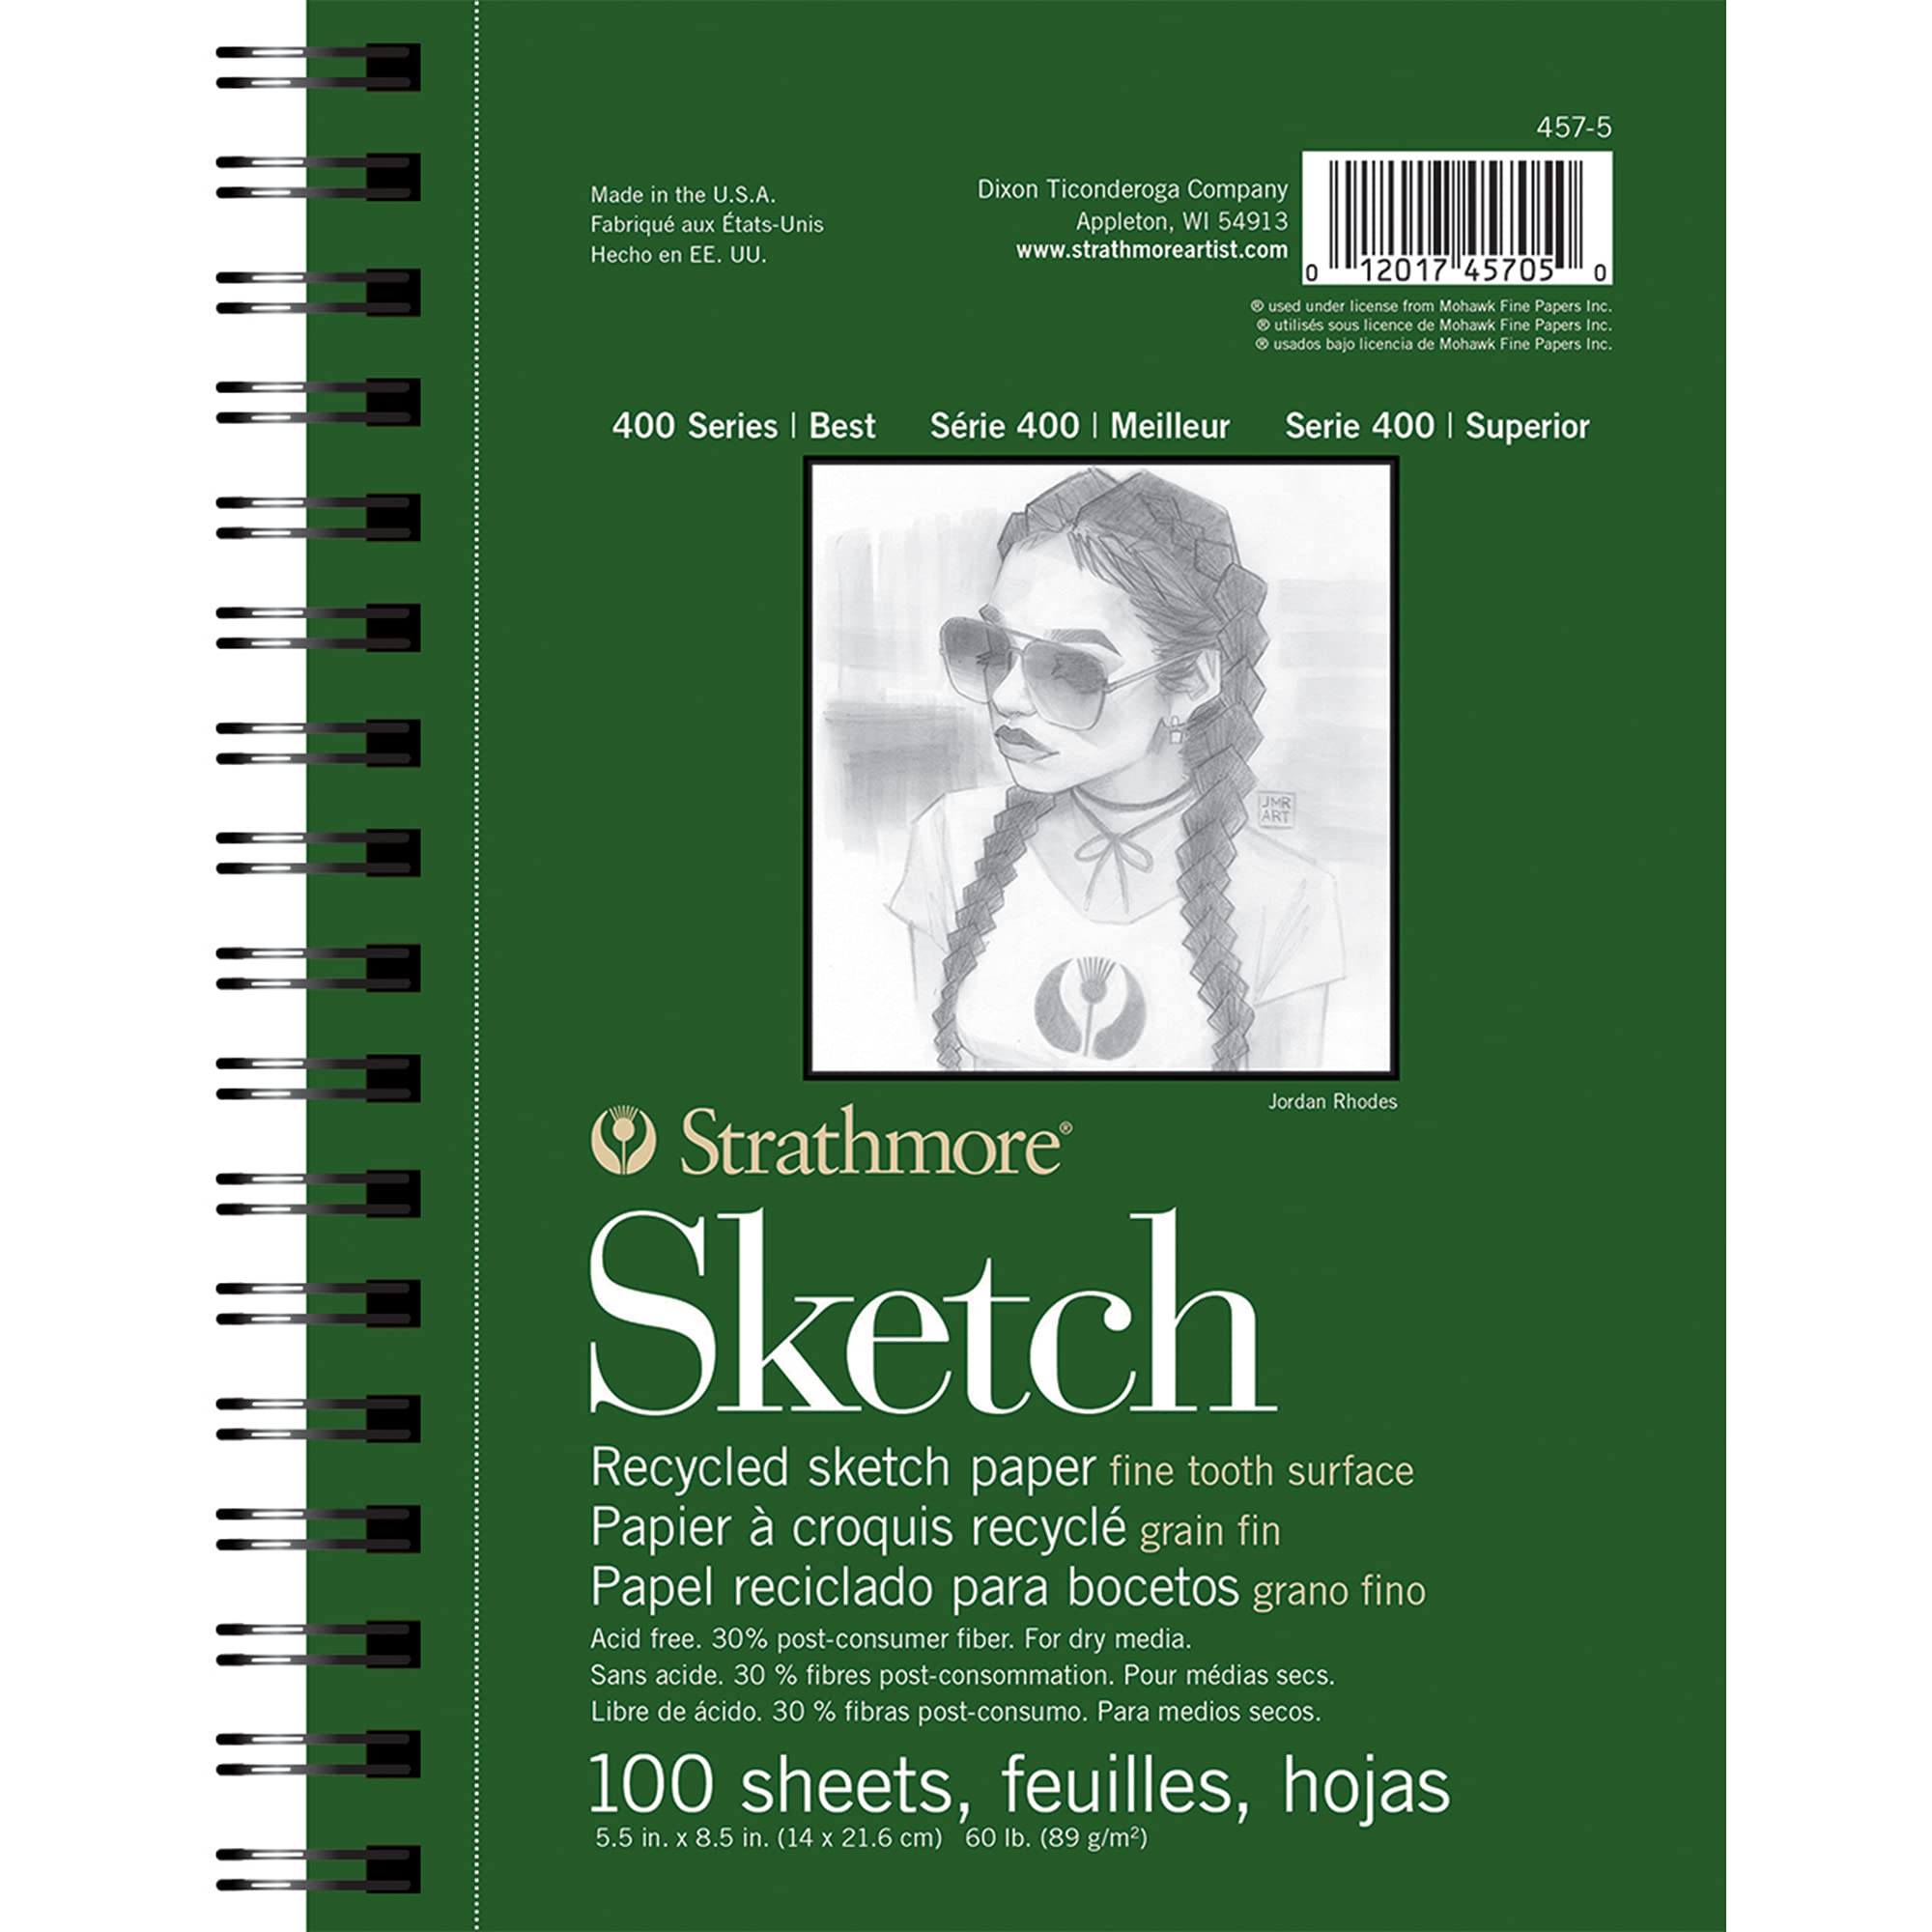 457-5
Made in the U.S.A.
Fabriqué aux États-Unis
Hecho en EE. UU.
Dixon Ticonderoga Company
Appleton, WI 54913
www.strathmoreartist.com
0 12017 45705 0
® used under license from Mohawk Fine Papers Inc.
® utilisés sous licence de Mohawk Fine Papers Inc.
® usados bajo licencia de Mohawk Fine Papers Inc.
400 Series | Best Série 400 | Meilleur Serie 400 | Superior
JMR
ART
Jordan Rhodes
Strathmore®
Sketch
Recycled sketch paper fine tooth surface
Papier à croquis recyclé grain fin
Papel reciclado para bocetos grano fino
Acid free. 30% post-consumer fiber. For dry media.
Sans acide. 30 % fibres post-consommation. Pour médias secs.
Libre de ácido. 30 % fibras post-consumo. Para medios secos.
100 sheets, feuilles, hojas
5.5 in. x 8.5 in. (14 x 21.6 cm) 60 lb. (89 g/m²)